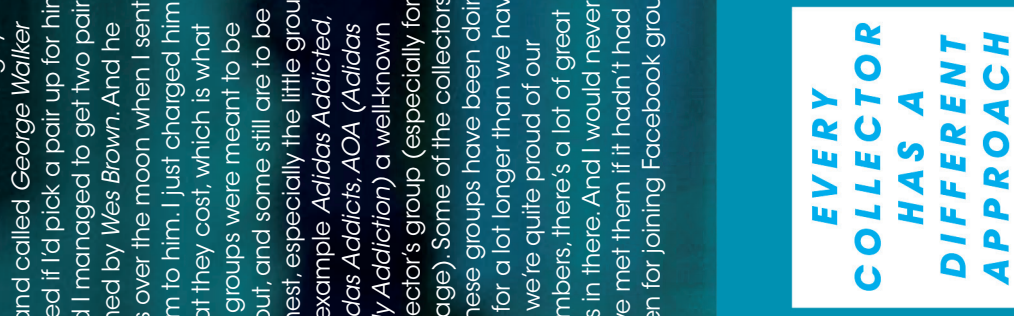 and called George Walker
ed if I'd pick a pair up for
d I managed to get two pair
ned by Wes Brown. And he
s over the moon when I sent
m to him. I just charged him
at they cost, which is what
groups were meant to be
out, and some still are to be
nest, especially the little grou
example Adidas Addicted,
das Addicts, AOA (Adidas
ly Addiction) a well-known
ector's group (especially for
age). Some of the collectors
nese groups have been doin
for a lot longer than we hav
we're quite proud of our
mbers, there's a lot of great
s in there. And I would never
ve met them if it hadn't had
en for joining Facebook grou
EVERY
COLLECTOR
HAS A
DIFFERENT
APPROACH